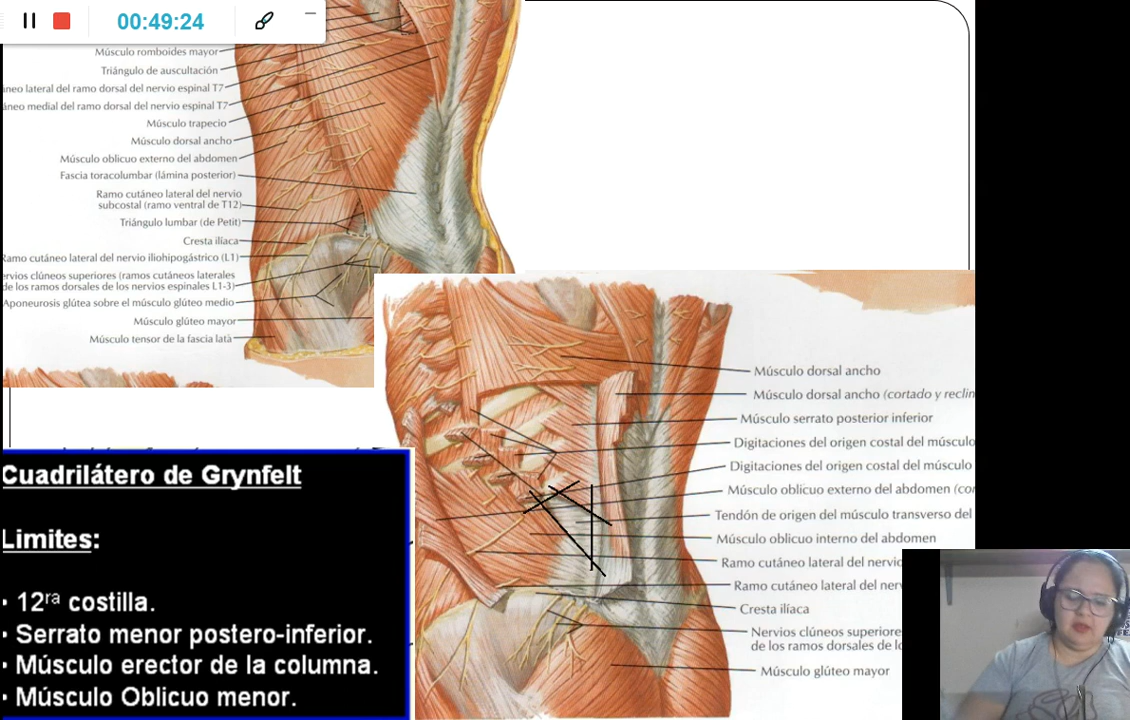 00:49:24
Músculo romboides mayor
Triángulo de auscultación
áneo lateral del ramo dorsal del nervio espinal T7
áneo medial del ramo dorsal del nervio espinal T7
Músculo trapecio
Músculo dorsal ancho
Músculo oblicuo externo del abdomen
Fascia toracolumbar (lámina posterior)
Ramo cutáneo lateral del nervio
subcostal (ramo ventral de T12)
Triángulo lumbar (de Petit)
Cresta ilíaca
Ramo cutáneo lateral del nervio iliohipogástrico (L1)
ervios clúneos superiores (ramos cutáneos laterales
de los ramos dorsales de los nervios espinales L1-3)
Aponeurosis glútea sobre el músculo glúteo medio
Músculo glúteo mayor
Músculo tensor de la fascia lata
Músculo dorsal ancho
Músculo dorsal ancho (cortado y reclin
Músculo serrato posterior inferior
Digitaciones del origen costal del músculo
Digitaciones del origen costal del músculo
Músculo oblicuo externo del abdomen (cor
Tendón de origen del músculo transverso del
Músculo oblicuo interno del abdomen
Ramo cutáneo lateral del nervio
Ramo cutáneo lateral del ner
Cresta ilíaca
Nervios clúneos superiore
de los ramos dorsales de lo
Músculo glúteo mayor
Cuadrilátero de Grynfelt
Limites:
· 12ra costilla.
· Serrato menor postero-inferior.
· Músculo erector de la columna.
· Músculo Oblicuo menor.